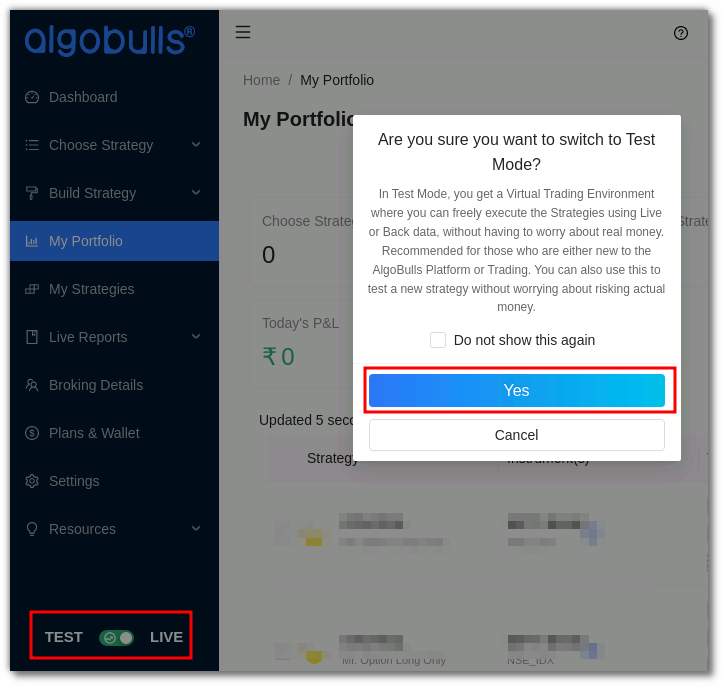 algobulls®
Dashboard
Choose Strategy
Build Strategy
My Portfolio
My Strategies
Live Reports
Broking Details
Plans & Wallet
Settings
Resources
TEST LIVE
Home / My Portfolio
My Portfolio
Choose
0
Today's P&L
₹0
Updated 5
Strategy
Instrument(s)
Mr. Option Long Only
NSE_IDX
Are you sure you want to switch to Test
Mode?
In Test Mode, you get a Virtual Trading Environment
where you can freely execute the Strategies using Live
or Back data, without having to worry about real money.
Recommended for those who are either new to the
AlgoBulls Platform or Trading. You can also use this to
test a new strategy without worrying about risking actual
money.
Do not show this again
Yes
Cancel